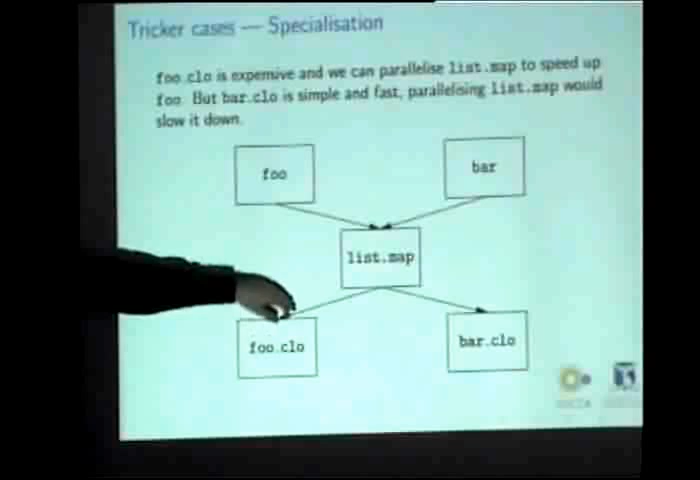 Tricker cases — Specialisation
foo.clo is expensive and we can parallelise list.map to speed up
foo. But bar.clo is simple and fast, parallelising list.map would
slow it down.
foo
bar
list.map
foo.clo
bar.clo